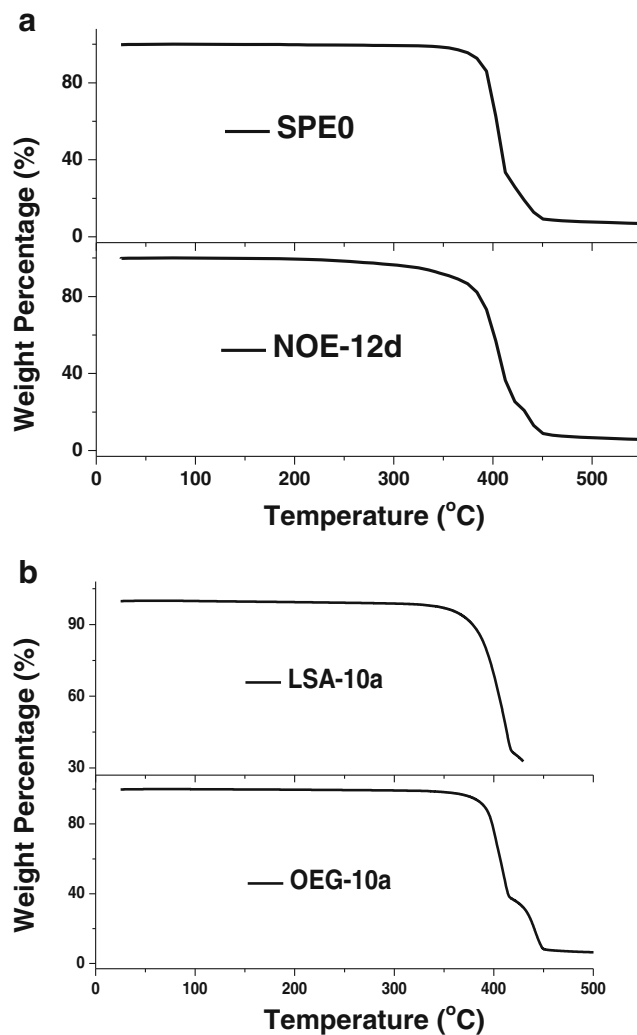 a
80
40
0
SPE0
80
40
0
NOE-12d
0 100 200 300 400 500
Weight Percentage (%)
Temperature (°C)
b
90
60
30
LSA-10a
80
40
0
OEG-10a
0 100 200 300 400 500
Weight Percentage (%)
Temperature (°C)